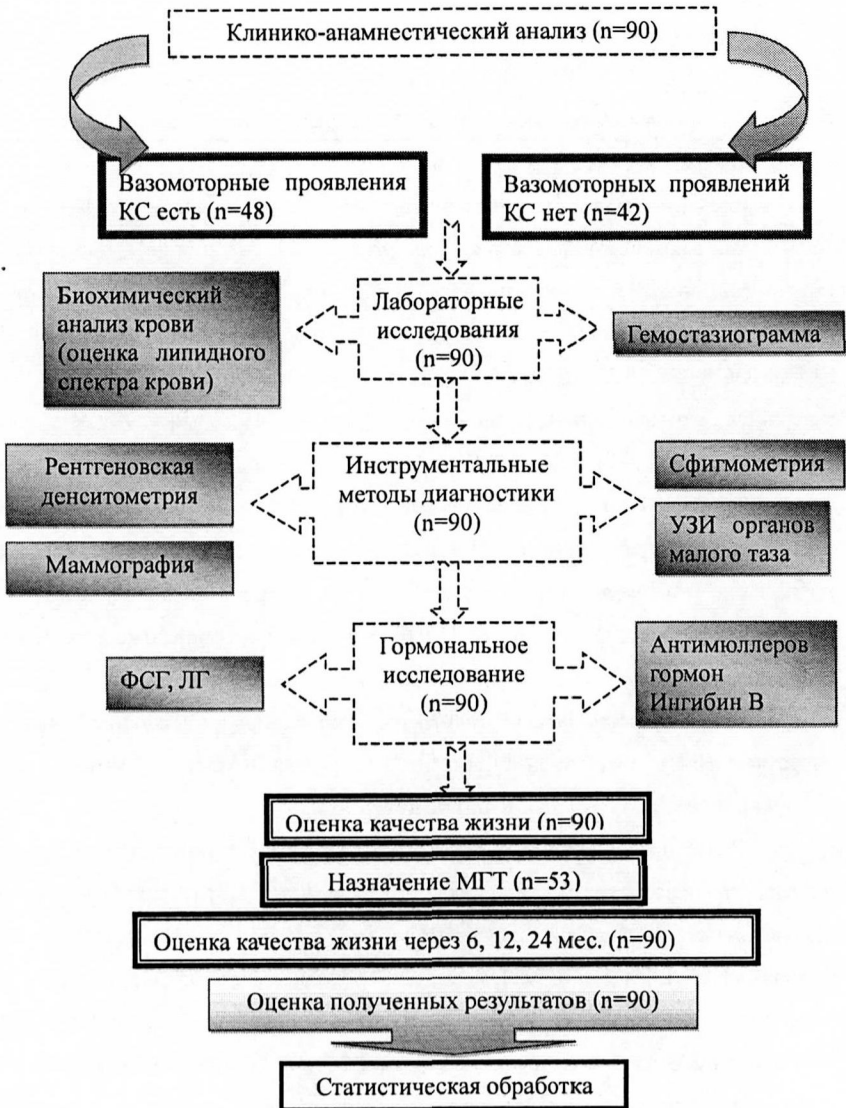 Клинико-анамнестический анализ (n=90)
Вазомоторные проявления
КС есть (n=48)
Вазомоторных проявлений
КС нет (n=42)
Биохимический
анализ крови
(оценка липидного
спектра крови)
Лабораторные
исследования
(n=90)
Гемостазиограмма
Рентгеновская
денситометрия
Маммография
Инструментальные
методы диагностики
(n=90)
Сфигмометрия
УЗИ органов
малого таза
ФСГ, ЛГ
Гормональное
исследование
(n=90)
Антимюллеров
гормон
Ингибин В
Оценка качества жизни (n=90)
Назначение МГТ (n=53)
Оценка качества жизни через 6, 12, 24 мес. (n=90)
Оценка полученных результатов (n=90)
Статистическая обработка